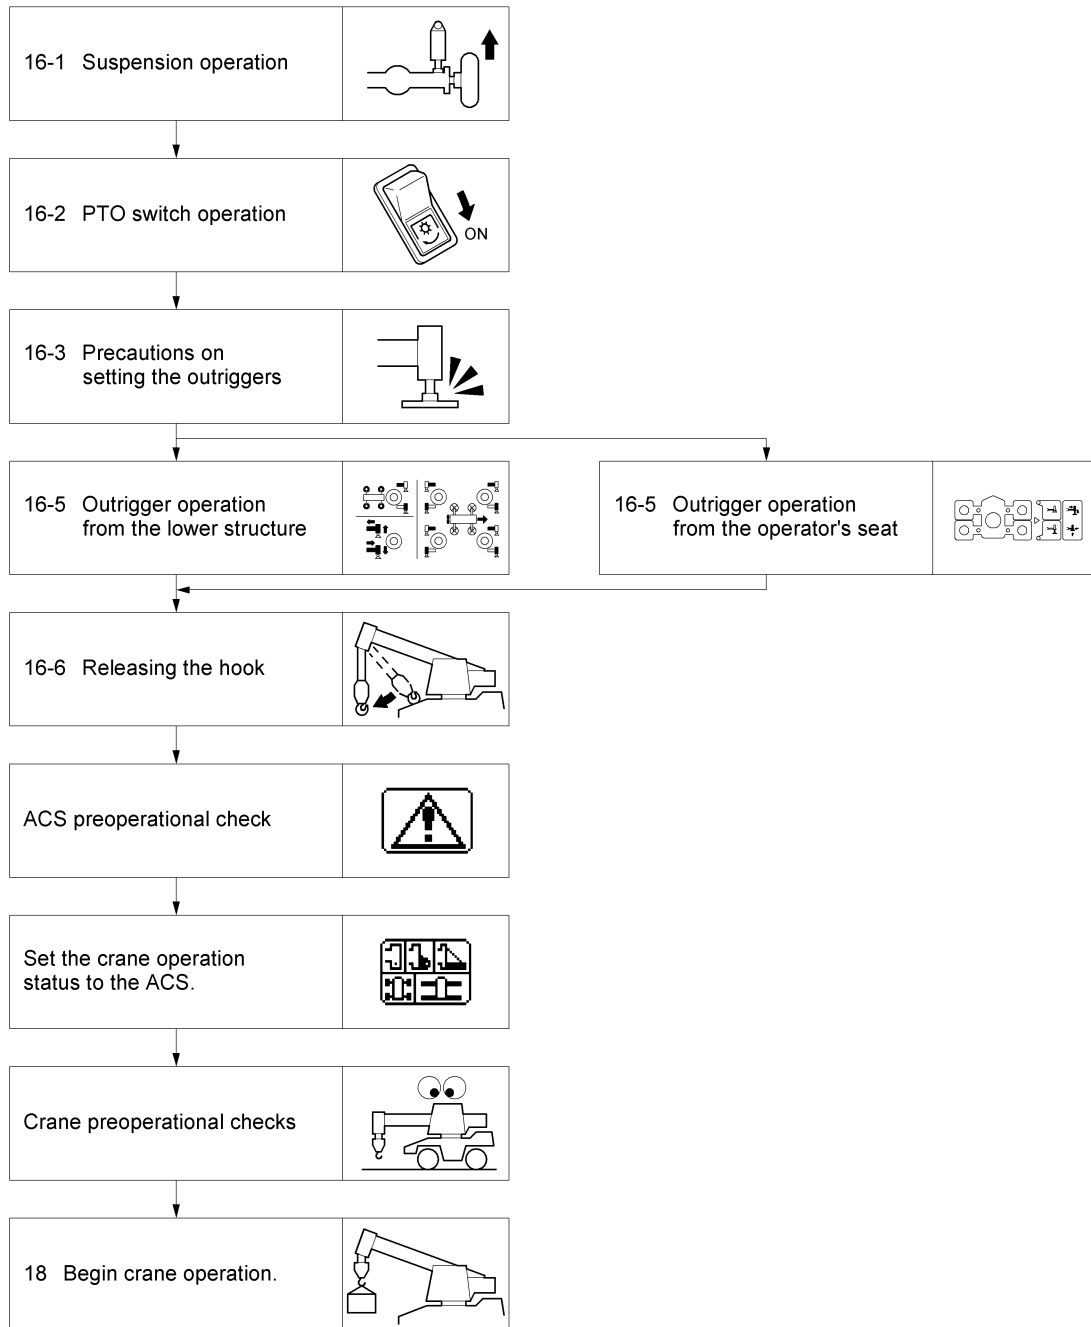 16-1 Suspension operation
16-2 PTO switch operation
ON
16-3 Precautions on
setting the outriggers
16-5 Outrigger operation
from the lower structure
16-5 Outrigger operation
from the operator's seat
16-6 Releasing the hook
ACS preoperational check
Set the crane operation
status to the ACS.
Crane preoperational checks
18 Begin crane operation.